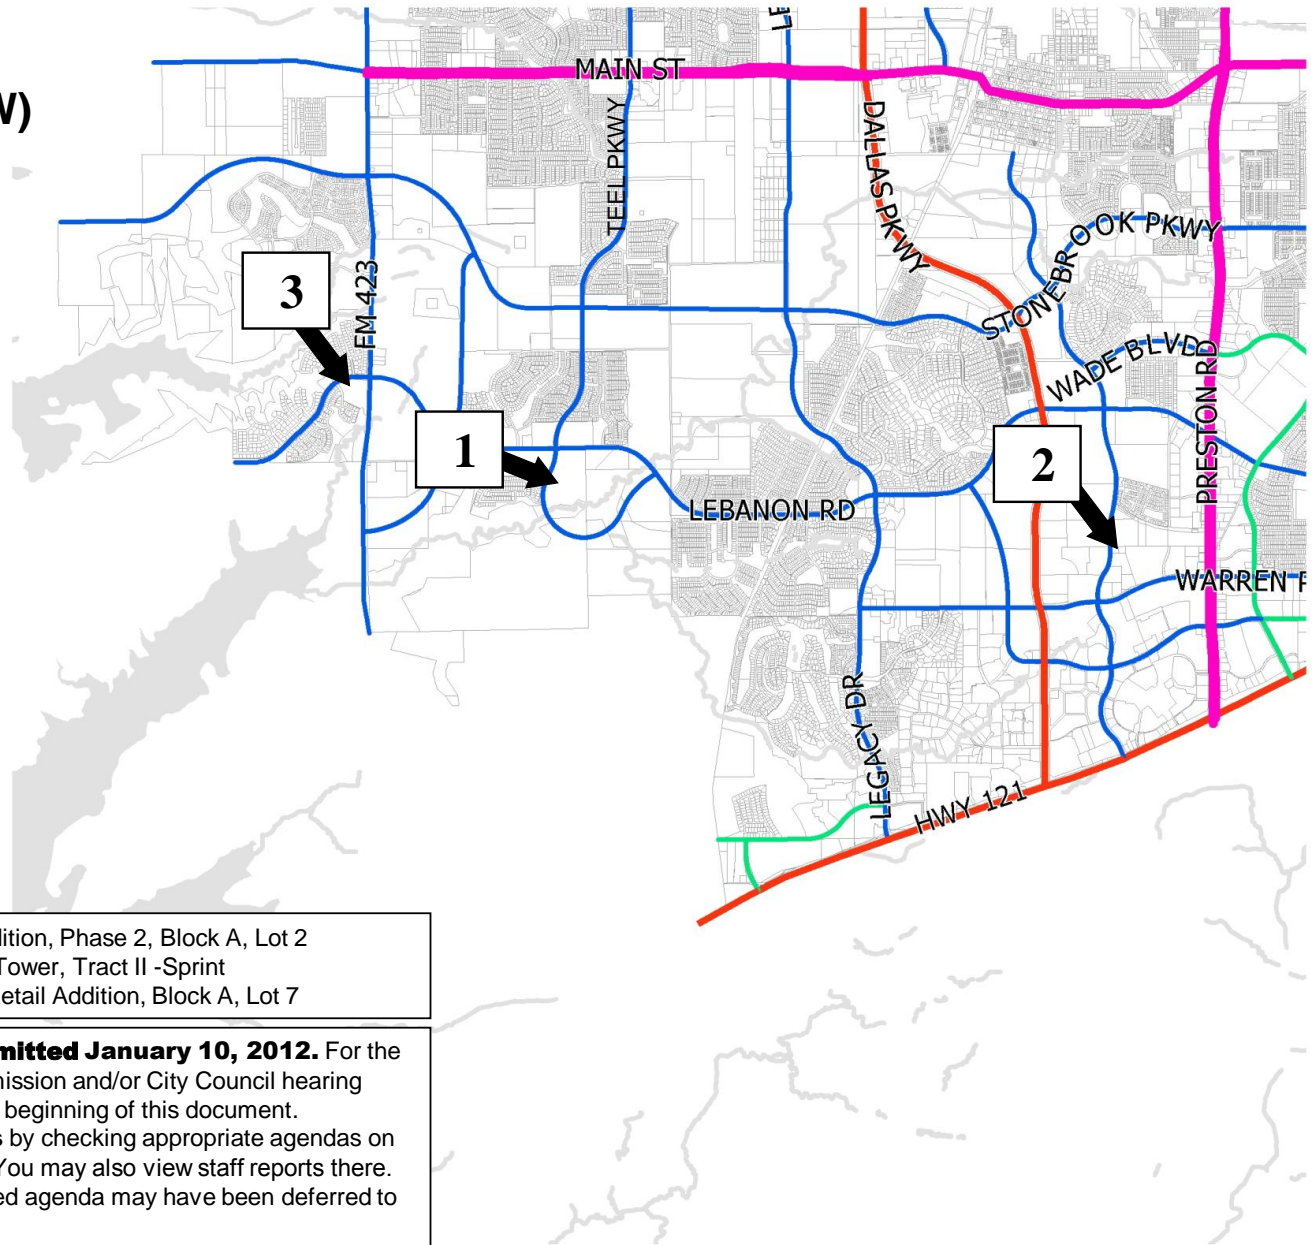 W)
LE
MAIN ST
TEEL PKWY
DALLAS PKWY
STONEBROOK PKWY
FM 423
3
WADE BLVD
PRESTON RD
1
2
LEBANON RD
WARREN
LEGACY DR
HWY 121
dition, Phase 2, Block A, Lot 2
Tower, Tract II -Sprint
etail Addition, Block A, Lot 7
mitted January 10, 2012. For the
mission and/or City Council hearing
beginning of this document.
s by checking appropriate agendas on
You may also view staff reports there.
ed agenda may have been deferred to